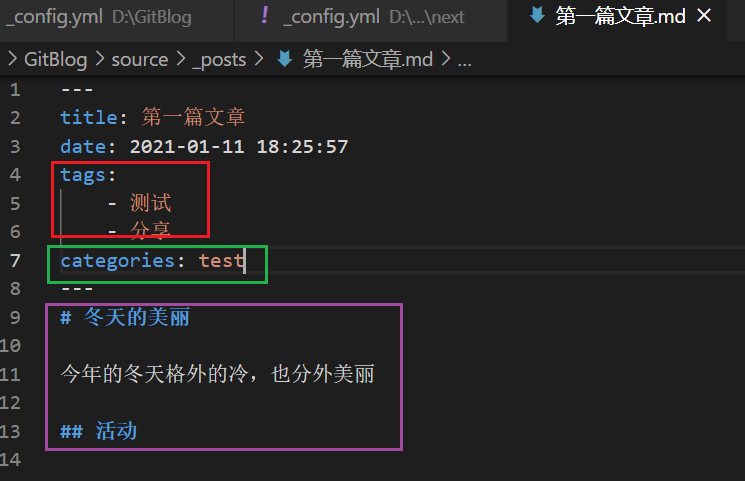 _config.yml D:\GitBlog ! _config.yml D:\...\next 第一篇文章.md ×
> GitBlog > source > _posts > 第一篇文章.md > ...
1 ---
2 title: 第一篇文章
3 date: 2021-01-11 18:25:57
4 tags:
5 - 测试
6 - 分享
7 categories: test
8 ---
9 # 冬天的美丽
10
11 今年的冬天格外的冷，也分外美丽
12
13 ## 活动
14